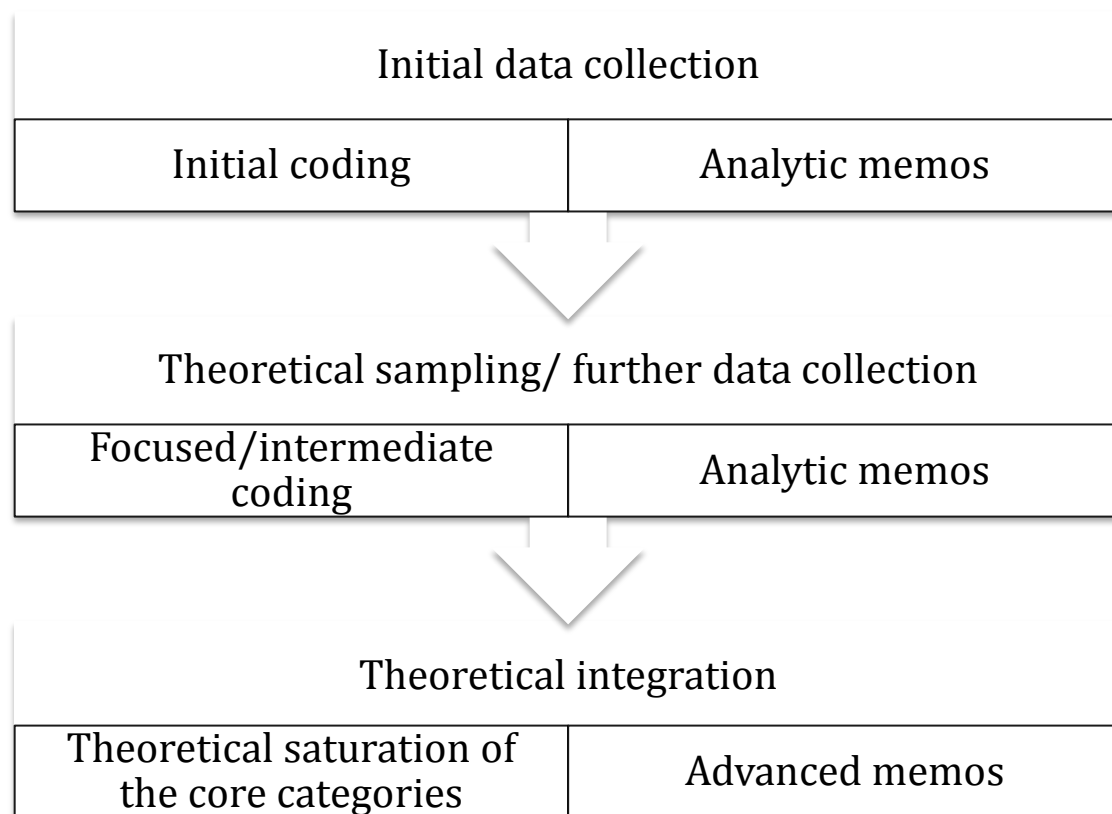 Initial data collection
Initial coding
Analytic memos
Theoretical sampling/ further data collection
Focused/intermediate
coding
Analytic memos
Theoretical integration
Theoretical saturation of
the core categories
Advanced memos